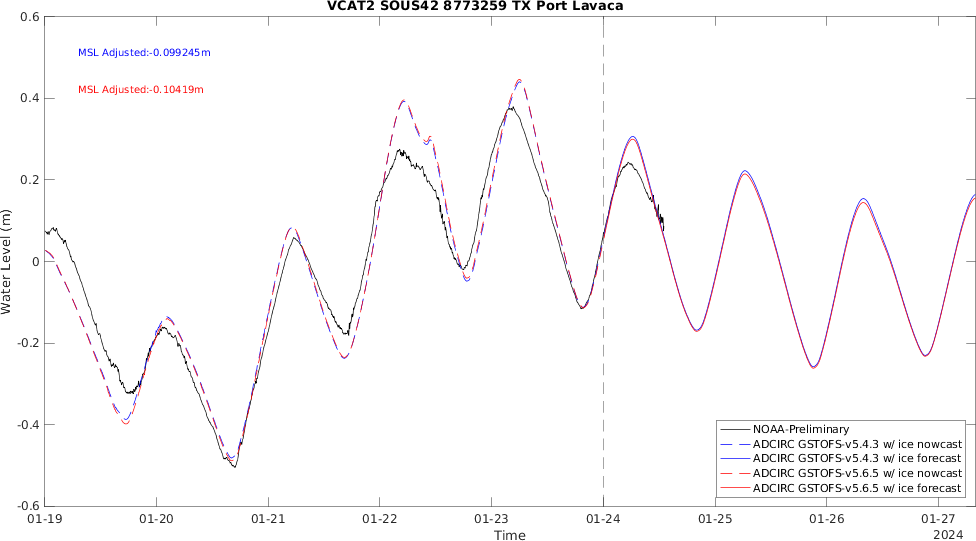 VCAT2 SOUS42 8773259 TX Port Lavaca
0.6
MSL Adjusted:-0.099245m
MSL Adjusted:-0.10419m
0.4
0.2
0
-0.2
-0.4
-0.6
Water Level (m)
NOAA-Preliminary
ADCIRC GSTOFS-v5.4.3 w/ ice nowcast
ADCIRC GSTOFS-v5.4.3 w/ ice forecast
ADCIRC GSTOFS-v5.6.5 w/ ice nowcast
ADCIRC GSTOFS-v5.6.5 w/ ice forecast
01-19 01-20 01-21 01-22 01-23 01-24 01-25 01-26 01-27
Time
2024